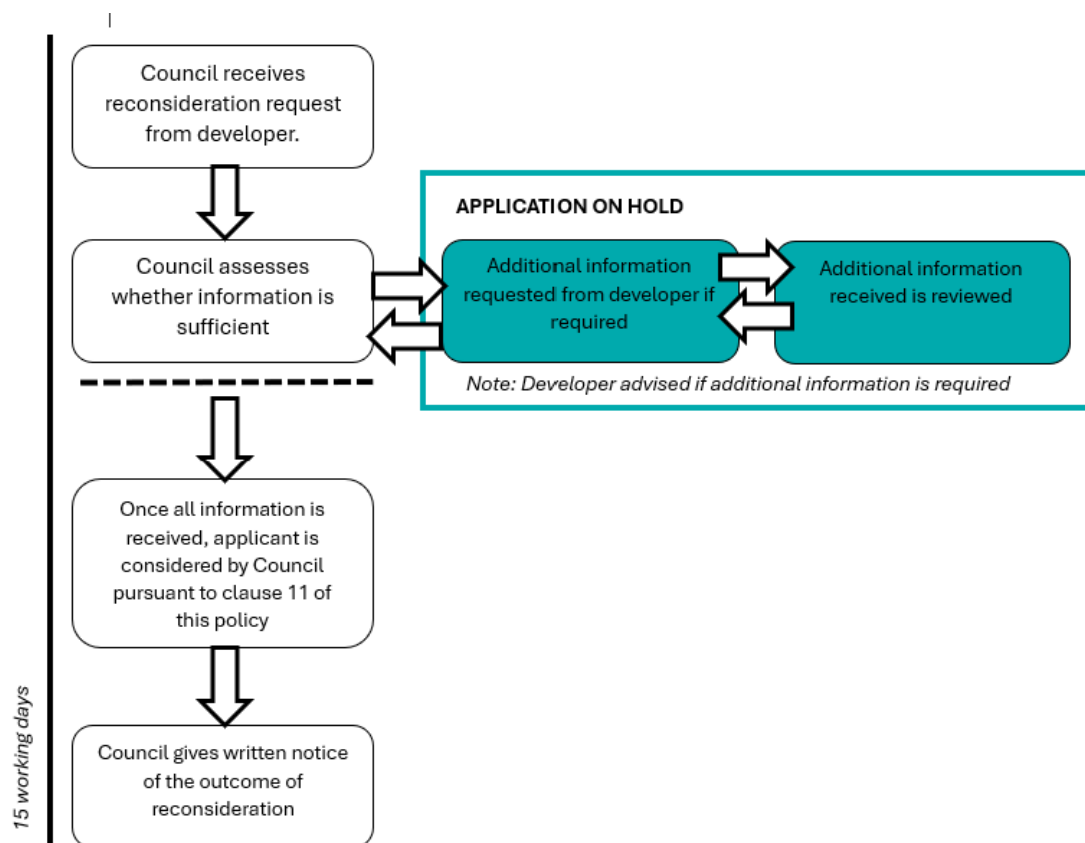 Council receives
reconsideration request
from developer.
APPLICATION ON HOLD
Council assesses
whether information is
sufficient
Additional information
requested from developer if
required
Additional information
received is reviewed
Note: Developer advised if additional information is required
Once all information is
received, applicant is
considered by Council
pursuant to clause 11 of
this policy
Council gives written notice
of the outcome of
reconsideration
15 working days